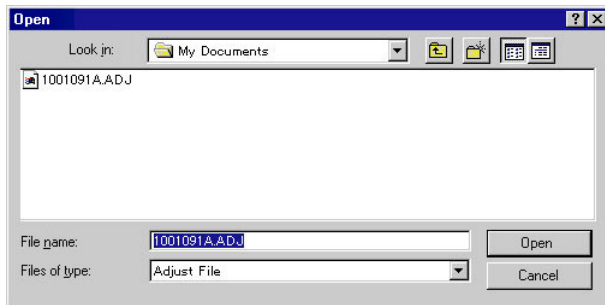 Open
Look in: My Documents
1001091A.ADJ
File name: 1001091A.ADJ Open
Files of type: Adjust File Cancel